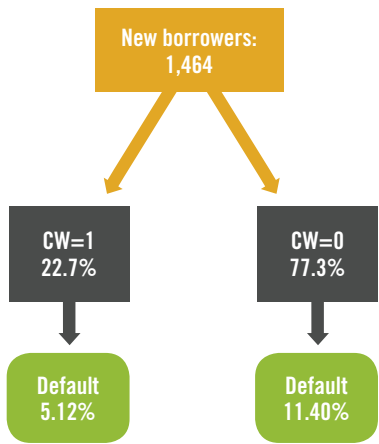 New borrowers:
1,464
CW=1
22.7%
CW=0
77.3%
Default
5.12%
Default
11.40%